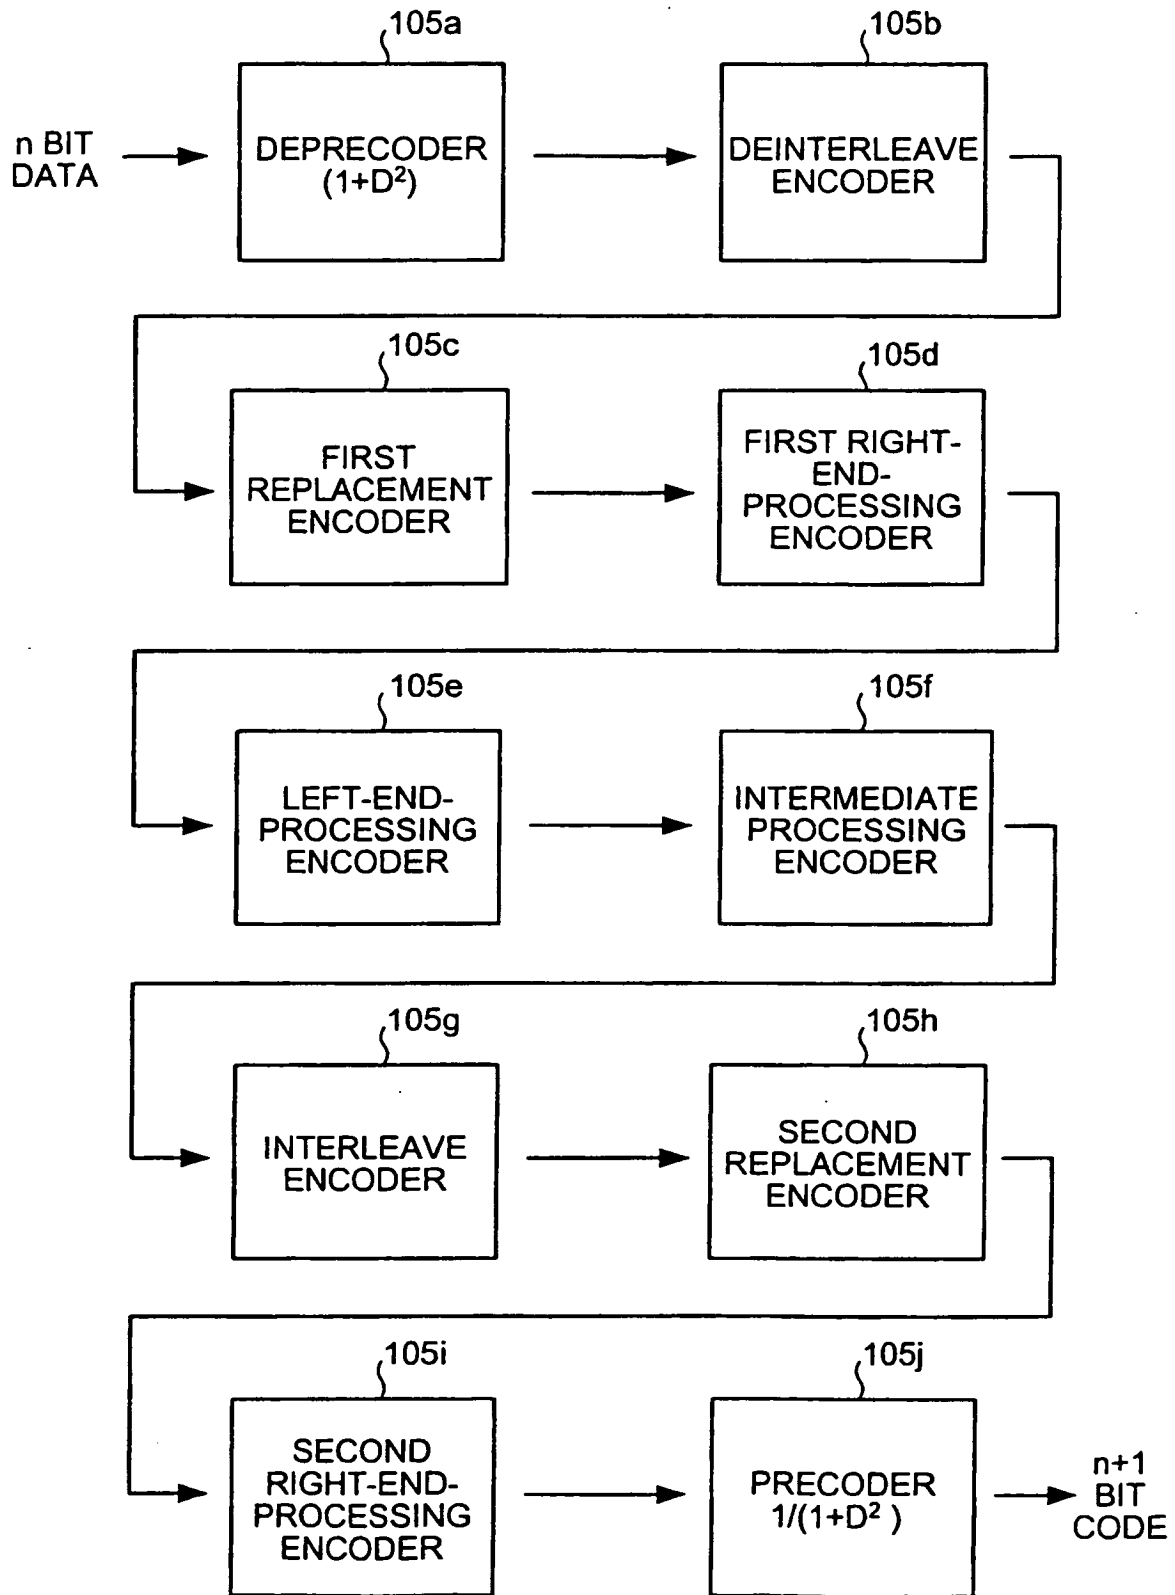 105a
105b
n BIT
DATA
DEPRECODER
(1+D²)
DEINTERLEAVE
ENCODER
105c
105d
FIRST
REPLACEMENT
ENCODER
FIRST RIGHT-
END-
PROCESSING
ENCODER
105e
105f
LEFT-END-
PROCESSING
ENCODER
INTERMEDIATE
PROCESSING
ENCODER
105g
105h
INTERLEAVE
ENCODER
SECOND
REPLACEMENT
ENCODER
105i
105j
SECOND
RIGHT-END-
PROCESSING
ENCODER
PRECODER
1/(1+D² )
n+1
BIT
CODE